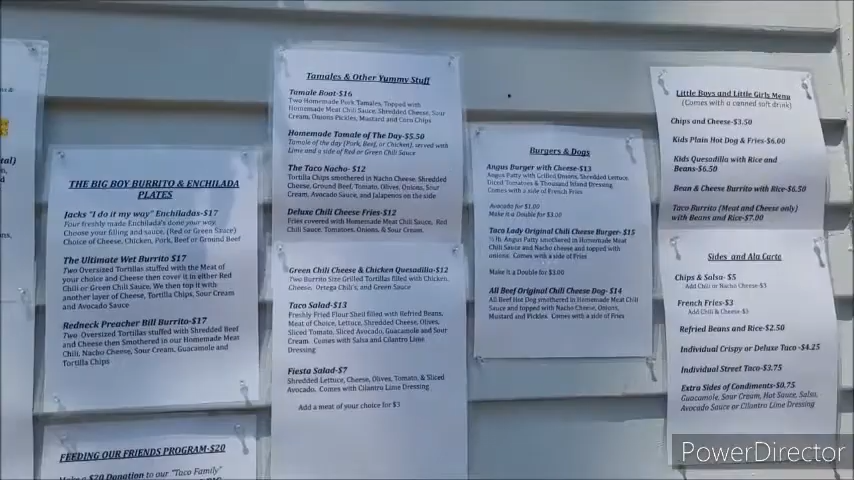 THE BIG BOY BURRITO & ENCHILADA
PLATES
Jacks "I do it my way" Enchiladas-$17
Four freshly made Enchilada's done your way.
Choose your filling and sauce, (Red or Green Sauce)
Choice of Cheese, Chicken, Pork, Beef or Ground Beef
The Ultimate Wet Burrito $17
Two Oversized Tortillas stuffed with the Meat of
your choice and Cheese then cover it in either Red
Chili or Green Chili Sauce. We then top it with
another layer of Cheese, Tortilla Chips, Sour Cream
and Avocado Sauce
Redneck Preacher Bill Burrito-$17
Two Oversized Tortillas stuffed with Shredded Beef
and Cheese then Smothered in our Homemade Meat
Chili, Nacho Cheese, Sour Cream, Guacamole and
Tortilla Chips
FEEDING OUR FRIENDS PROGRAM-$20
Make a $20 Donation to our "Taco Family"
Tamales & Other Yummy Stuff
Tamale Boat-$16
Two Homemade Pork Tamales, Topped with
Homemade Meat Chili Sauce, Shredded Cheese, Sour
Cream, Onions Pickles, Mustard and Corn Chips
Homemade Tamale of The Day-$5.50
Tamale of the day (Pork, Beef, or Chicken), served with
Lime and a side of Red or Green Chili Sauce
The Taco Nacho- $12
Tortilla Chips smothered in Nacho Cheese, Shredded
Cheese, Ground Beef, Tomato, Olives, Onions, Sour
Cream, Avocado Sauce, and Jalapenos on the side
Deluxe Chili Cheese Fries-$12
Fries covered with Homemade Meat Chili, Red
Chili Sauce, Tomatoes, Onions, & Sour Cream.
Green Chili Cheese & Chicken Quesadilla-$12
Two Burrito Size Grilled Tortillas filled with Chicken,
Cheese, Ortega Chili's, and Green Sauce
Taco Salad-$13
Freshly Fried Flour Shell filled with Refried Beans,
Meat of Choice, Lettuce, Shredded Cheese, Olives,
Sliced Tomato, Sliced Avocado, Guacamole and Sour
Cream. Comes with Salsa and Cilantro Lime
Dressing
Fiesta Salad-$7
Shredded Lettuce, Cheese, Olives, Tomato, & Sliced
Avocado. Comes with Cilantro Lime Dressing
Add a meat of your choice for $3
Burgers & Dogs
Angus Burger with Cheese-$13
Angus Patty with Grilled Onions, Shredded Lettuce,
Diced Tomatoes & Thousand Island Dressing
Comes with a side of French Fries
Avocado for $1.00
Make it a Double for $3.00
Taco Lady Original Chili Cheese Burger- $15
½ lb. Angus Patty smothered in Homemade Meat
Chili Sauce and Nacho cheese and topped with
onions. Comes with a side of Fries
Make it a Double for $3.00
All Beef Original Chili Cheese Dog- $14
All Beef Hot Dog smothered in Homemade Meat Chili
Sauce and topped with Nacho Cheese, Onions,
Mustard and Pickles. Comes with a side of Fries
Little Boys and Little Girls Menu
(Comes with a canned soft drink)
Chips and Cheese-$3.50
Kids Plain Hot Dog & Fries-$6.00
Kids Quesadilla with Rice and
Beans-$6.50
Bean & Cheese Burrito with Rice-$6.50
Taco Burrito (Meat and Cheese only)
with Beans and Rice-$7.00
Sides and Ala Carte
Chips & Salsa- $5
Add Chili or Nacho Cheese-$3
French Fries-$3
Add Chili & Cheese-$3
Refried Beans and Rice-$2.50
Individual Crispy or Deluxe Taco -$4.25
Individual Street Taco-$3.75
Extra Sides of Condiments-$0.75
Guacamole, Sour Cream, Hot Sauce, Salsa,
Avocado Sauce or Cilantro Lime Dressing
PowerDirector